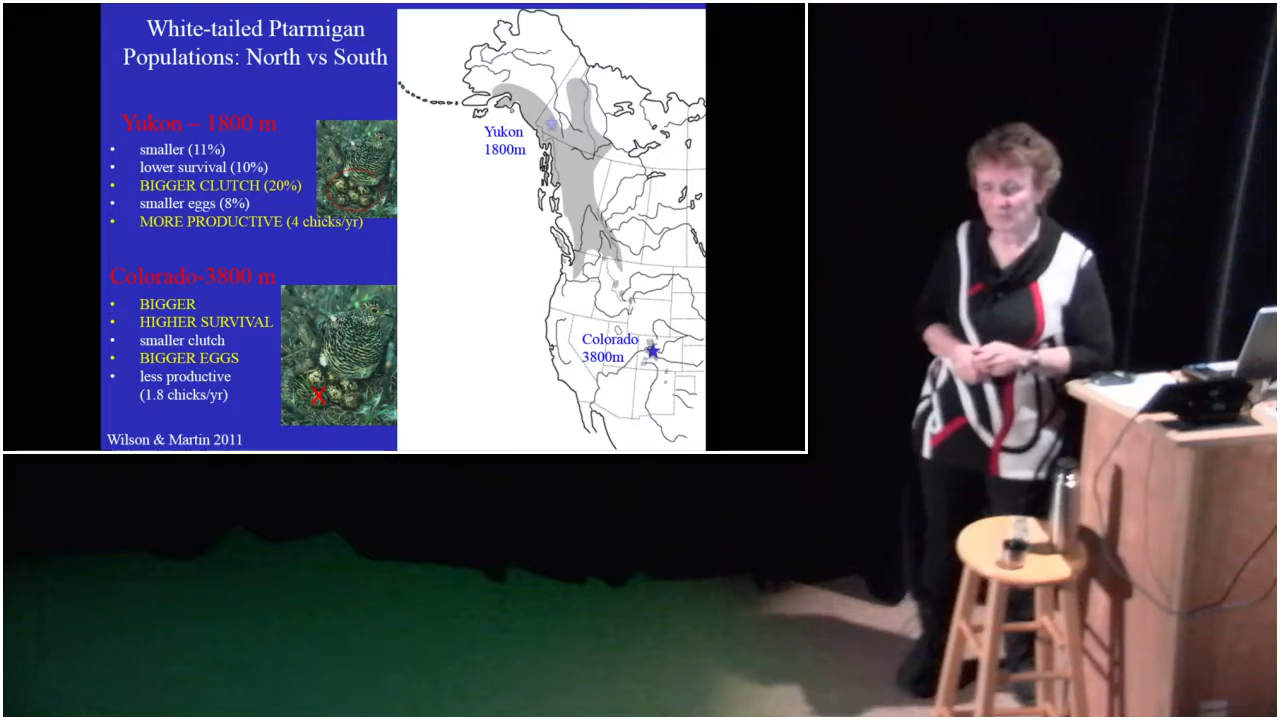 White-tailed Ptarmigan
Populations: North vs South
Yukon – 1800 m
• smaller (11%)
• lower survival (10%)
• BIGGER CLUTCH (20%)
• smaller eggs (8%)
• MORE PRODUCTIVE (4 chicks/yr)
Colorado-3800 m
• BIGGER
• HIGHER SURVIVAL
• smaller clutch
• BIGGER EGGS
• less productive
(1.8 chicks/yr)
X
Wilson & Martin 2011
Yukon
1800m
Colorado
3800m